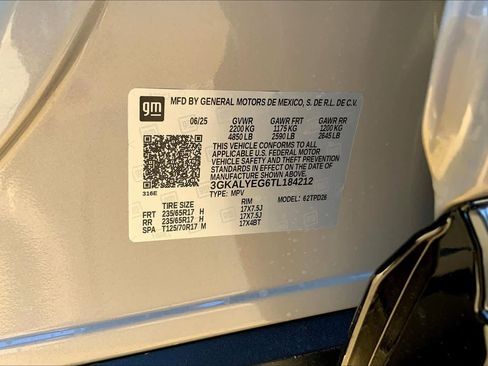 gm MFD BY GENERAL MOTORS DE MEXICO, S. DE R.L. DE C.V.
06/25 GVWR GAWR FRT GAWR RR
2200 KG 1175 KG 1200 KG
4850 LB 2590 LB 2645 LB
THIS VEHICLE CONFORMS TO ALL
APPLICABLE U.S. FEDERAL MOTOR
VEHICLE SAFETY AND THEFT PREVENTION
STANDARDS IN EFFECT ON THE DATE
OF MANUFACTURE SHOWN ABOVE.
316E 3GKALYEG6TL184212
TYPE: MPV MODEL: 62TPD26
TIRE SIZE RIM
FRT 235/65R17 H 17X7.5J
RR 235/65R17 H 17X7.5J
SPA T125/70R17 M 17X4BT